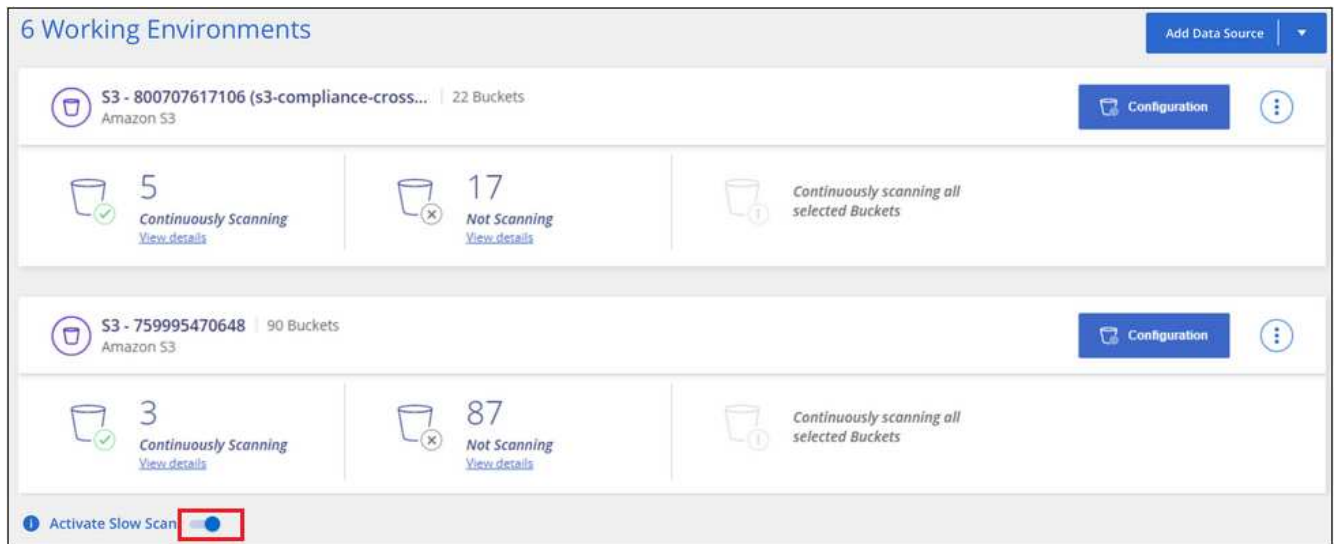 6 Working Environments
Add Data Source
S3 - 800707617106 (s3-compliance-cross... 22 Buckets
Amazon S3
Configuration
5
Continuously Scanning
View details
17
Not Scanning
View details
Continuously scanning all
selected Buckets
S3 - 759995470648 90 Buckets
Amazon S3
Configuration
3
Continuously Scanning
View details
87
Not Scanning
View details
Continuously scanning all
selected Buckets
Activate Slow Scan